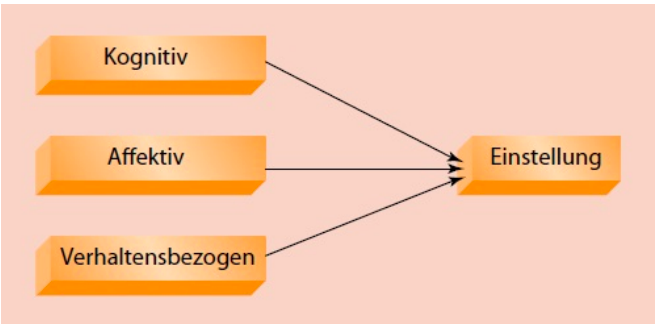 Kognitiv
Affektiv
Einstellung
Verhaltensbezogen